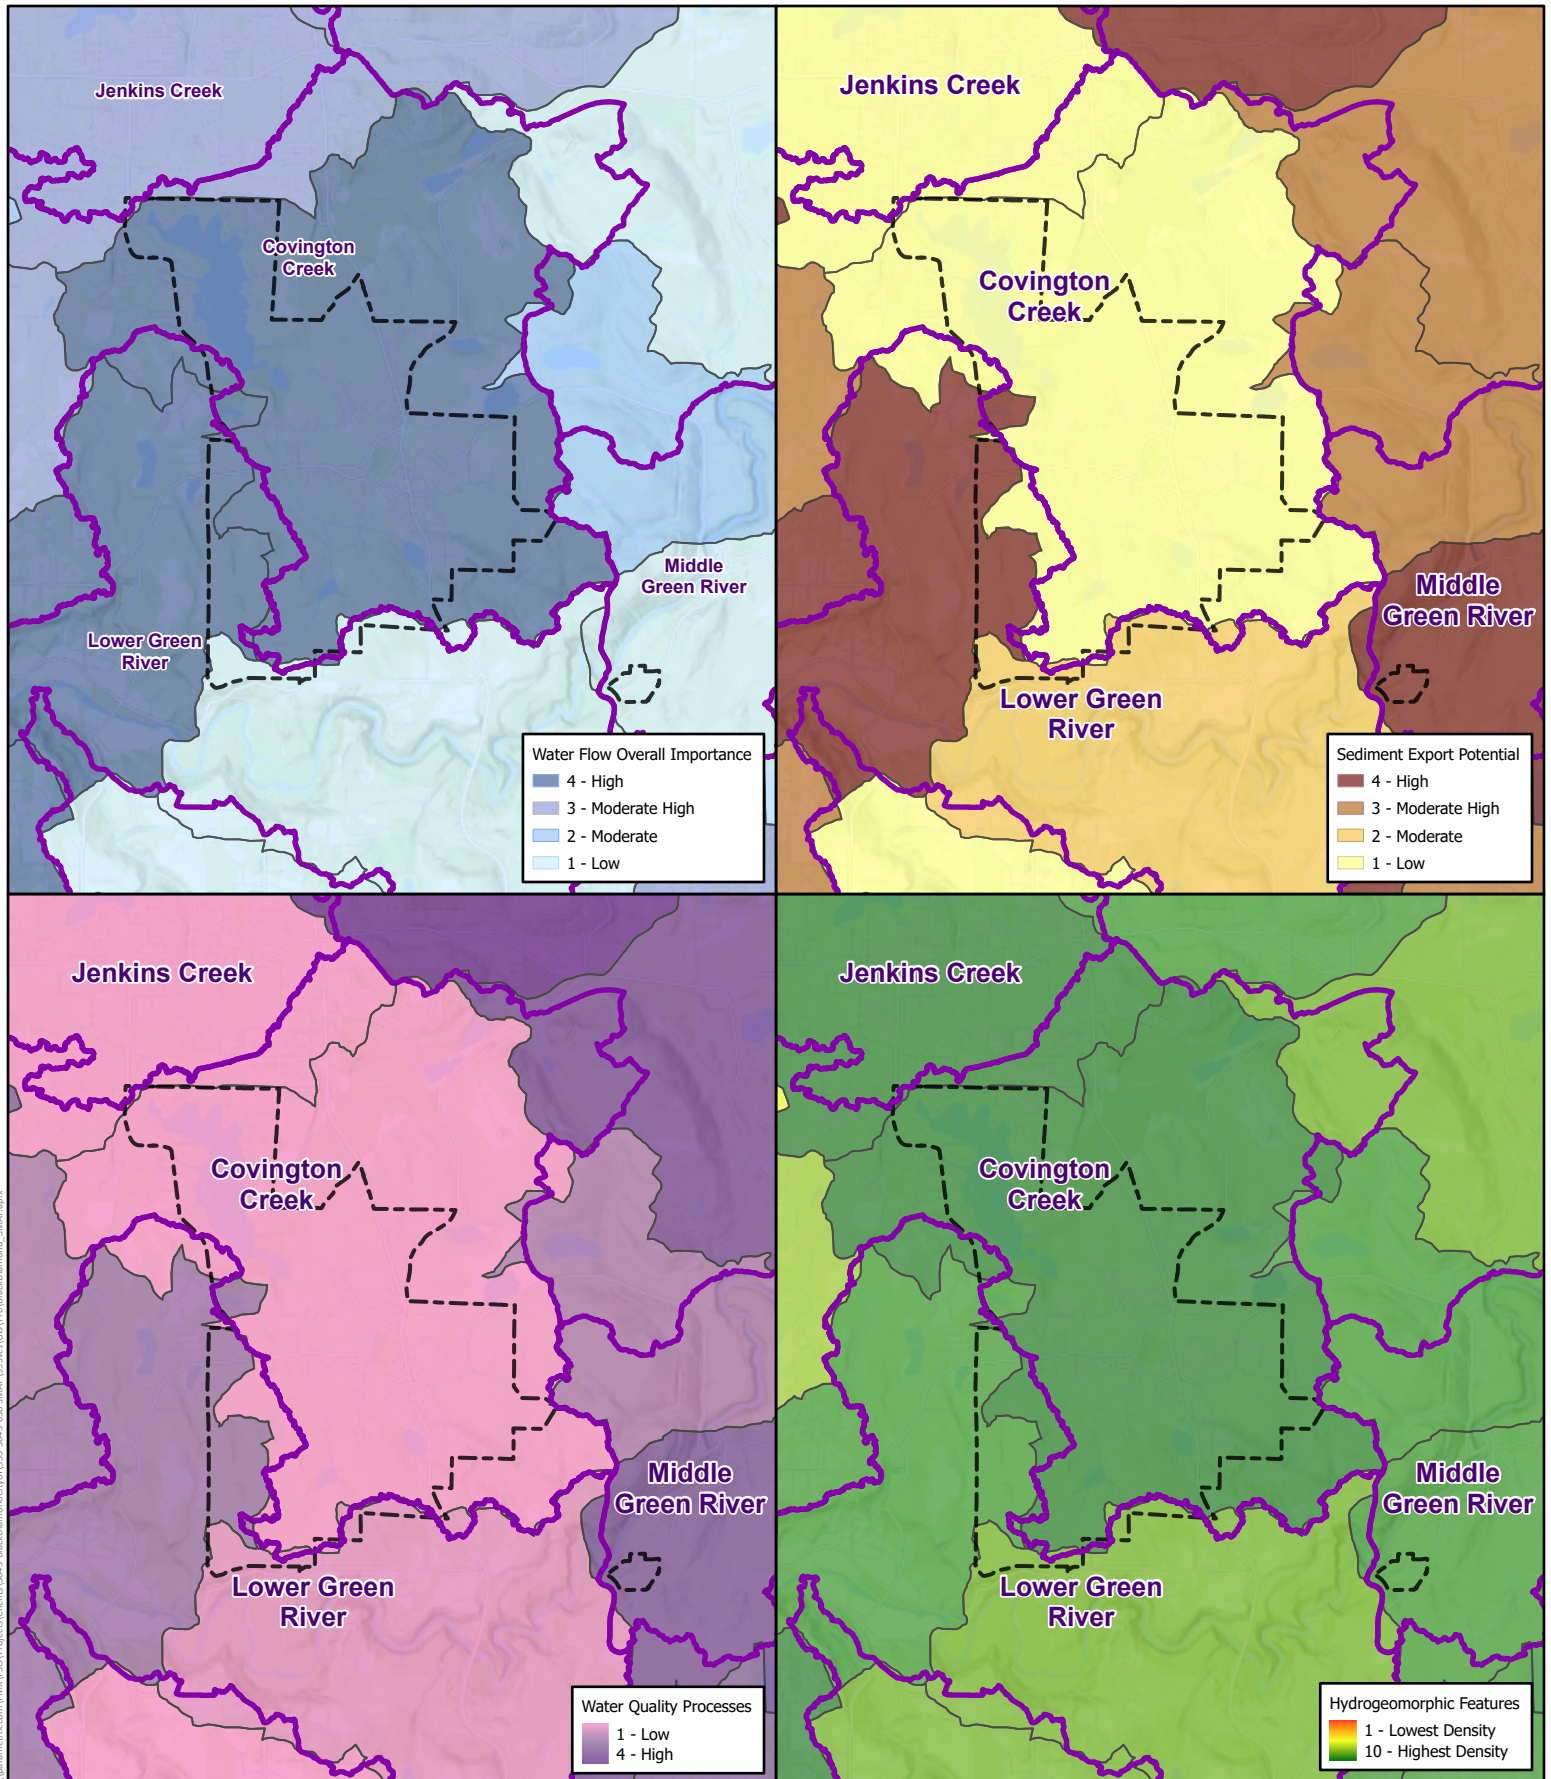 Jenkins Creek
Covington
Creek
Middle
Green River
Lower Green
River
Water Flow Overall Importance
4 - High
3 - Moderate High
2 - Moderate
1 - Low
Jenkins Creek
Covington
Creek
Middle
Green River
Lower Green
River
Sediment Export Potential
4 - High
3 - Moderate High
2 - Moderate
1 - Low
Jenkins Creek
Covington
Creek
Middle
Green River
Lower Green
River
Water Quality Processes
1 - Low
4 - High
Jenkins Creek
Covington
Creek
Middle
Green River
Lower Green
River
Hydrogeomorphic Features
1 - Lowest Density
10 - Highest Density